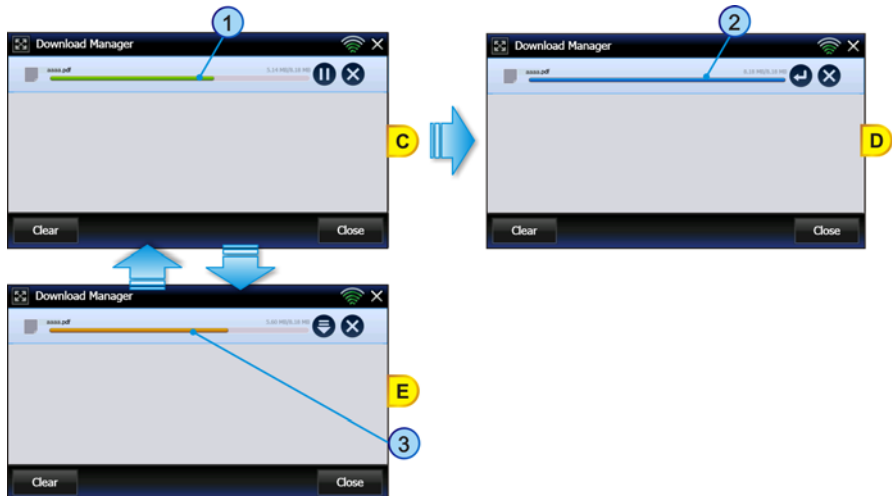 1
2
Download Manager
aaaa.pdf
C
Clear
Close
Download Manager
aaaa.pdf
D
Clear
Close
Download Manager
aaaa.pdf
E
3
Clear
Close